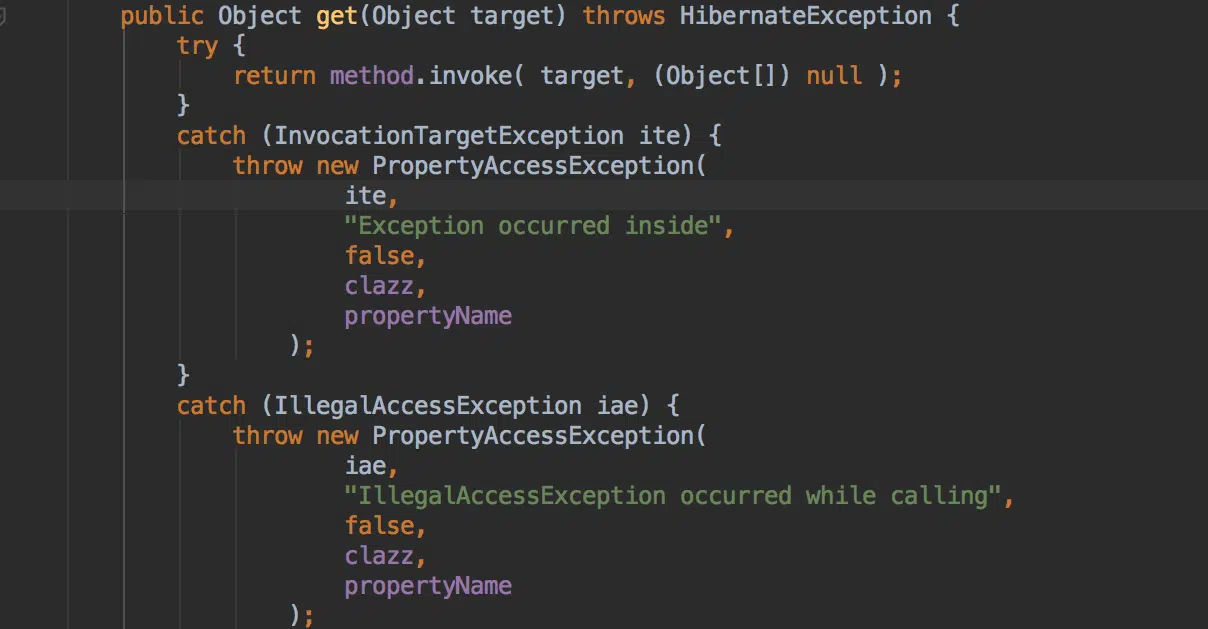 public Object get(Object target) throws HibernateException {
try {
return method.invoke( target, (Object[]) null );
}
catch (InvocationTargetException ite) {
throw new PropertyAccessException(
ite,
"Exception occurred inside",
false,
clazz,
propertyName
);
}
catch (IllegalAccessException iae) {
throw new PropertyAccessException(
iae,
"IllegalAccessException occurred while calling",
false,
clazz,
propertyName
);